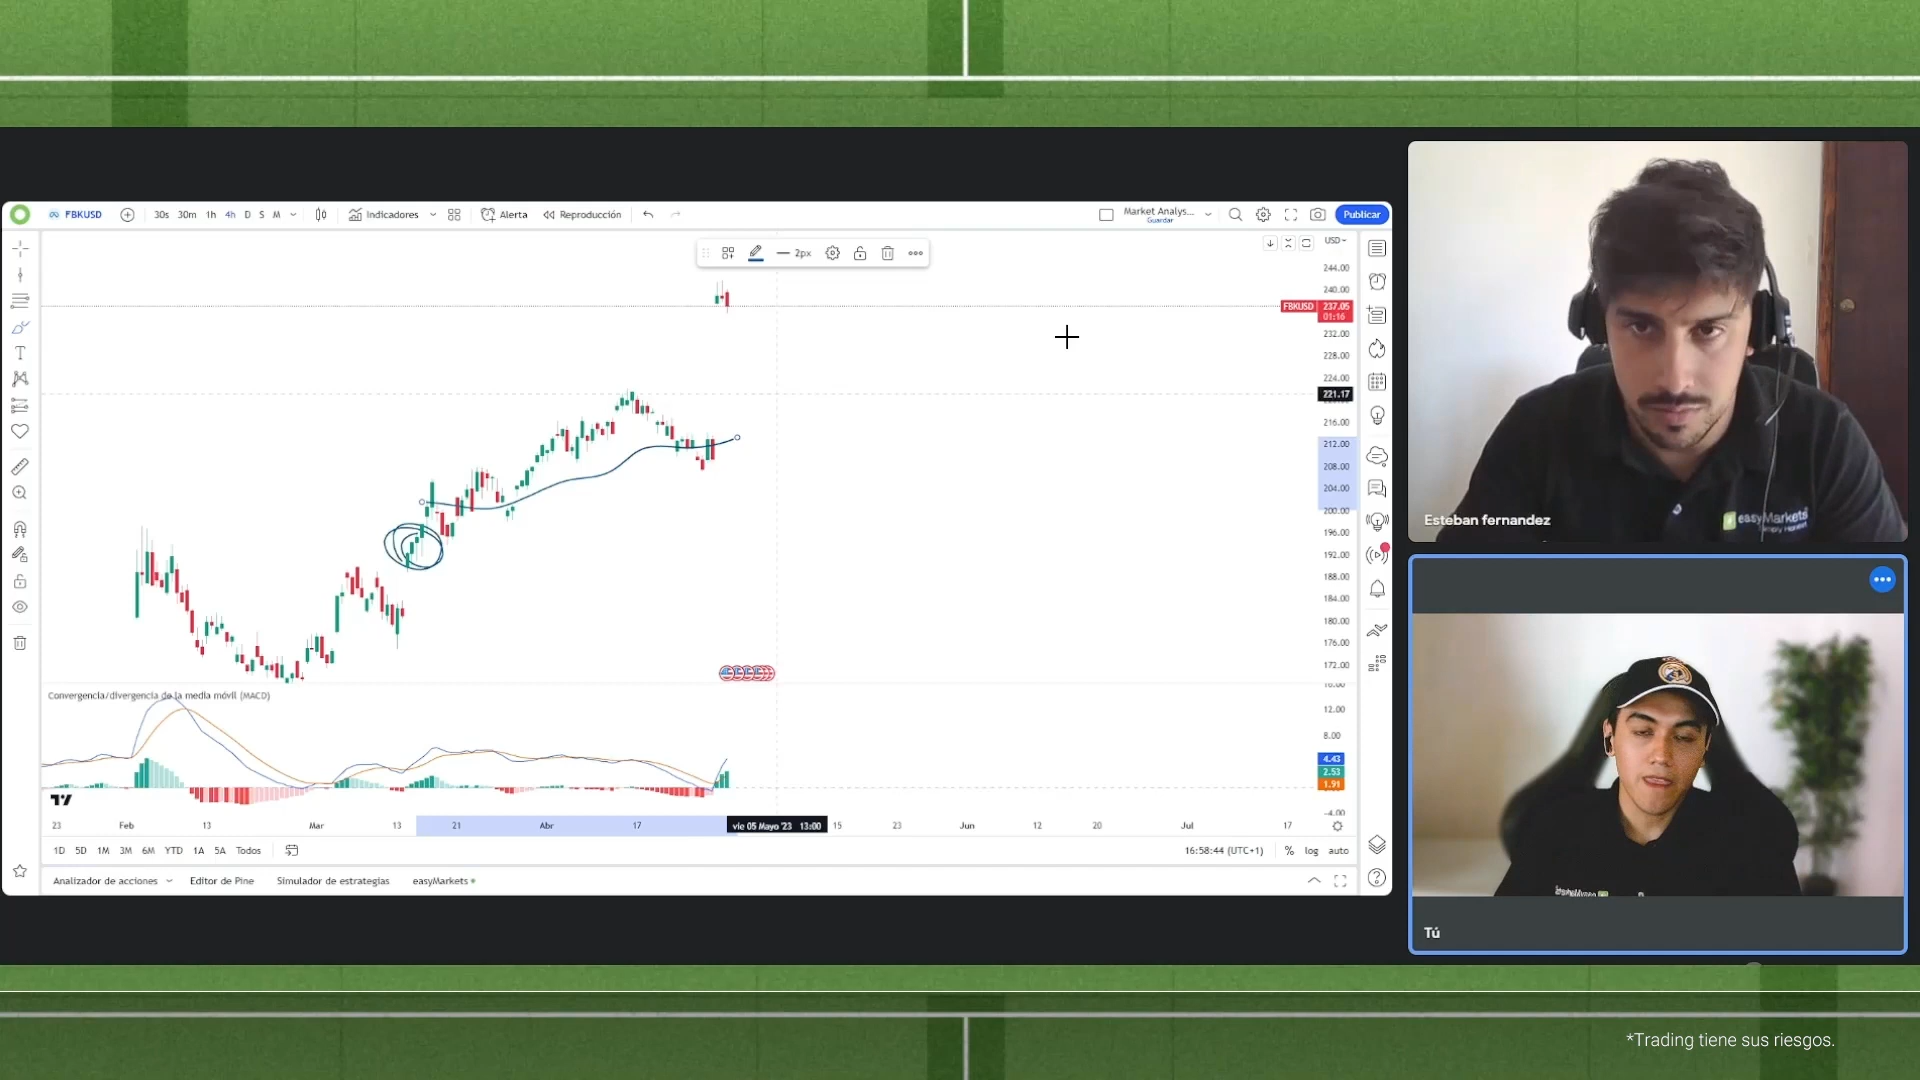 FBKUSD
30s 30m 1h 4h D S M
Indicadores
Alerta
Reproducción
Market Analys...
Guardar
Publicar
2px
USD
244.00
240.00
FBKUSD 237.05
01:16
232.00
228.00
224.00
221.17
216.00
212.00
208.00
204.00
200.00
196.00
192.00
188.00
184.00
180.00
176.00
172.00
Convergencia/divergencia de la media móvil (MACD)
12.00
8.00
4.43
2.53
1.91
-4.00
23 Feb 13 Mar 13 21 Abr 17 vie 05 Mayo '23 13:00 15 23 Jun 12 20 Jul 17
1D 5D 1M 3M 6M YTD 1A 5A Todos
16:58:44 (UTC+1) % log auto
Analizador de acciones Editor de Pine Simulador de estrategias easyMarkets
Esteban fernandez
easyMarkets
Simply Honest
Tú
*Trading tiene sus riesgos.